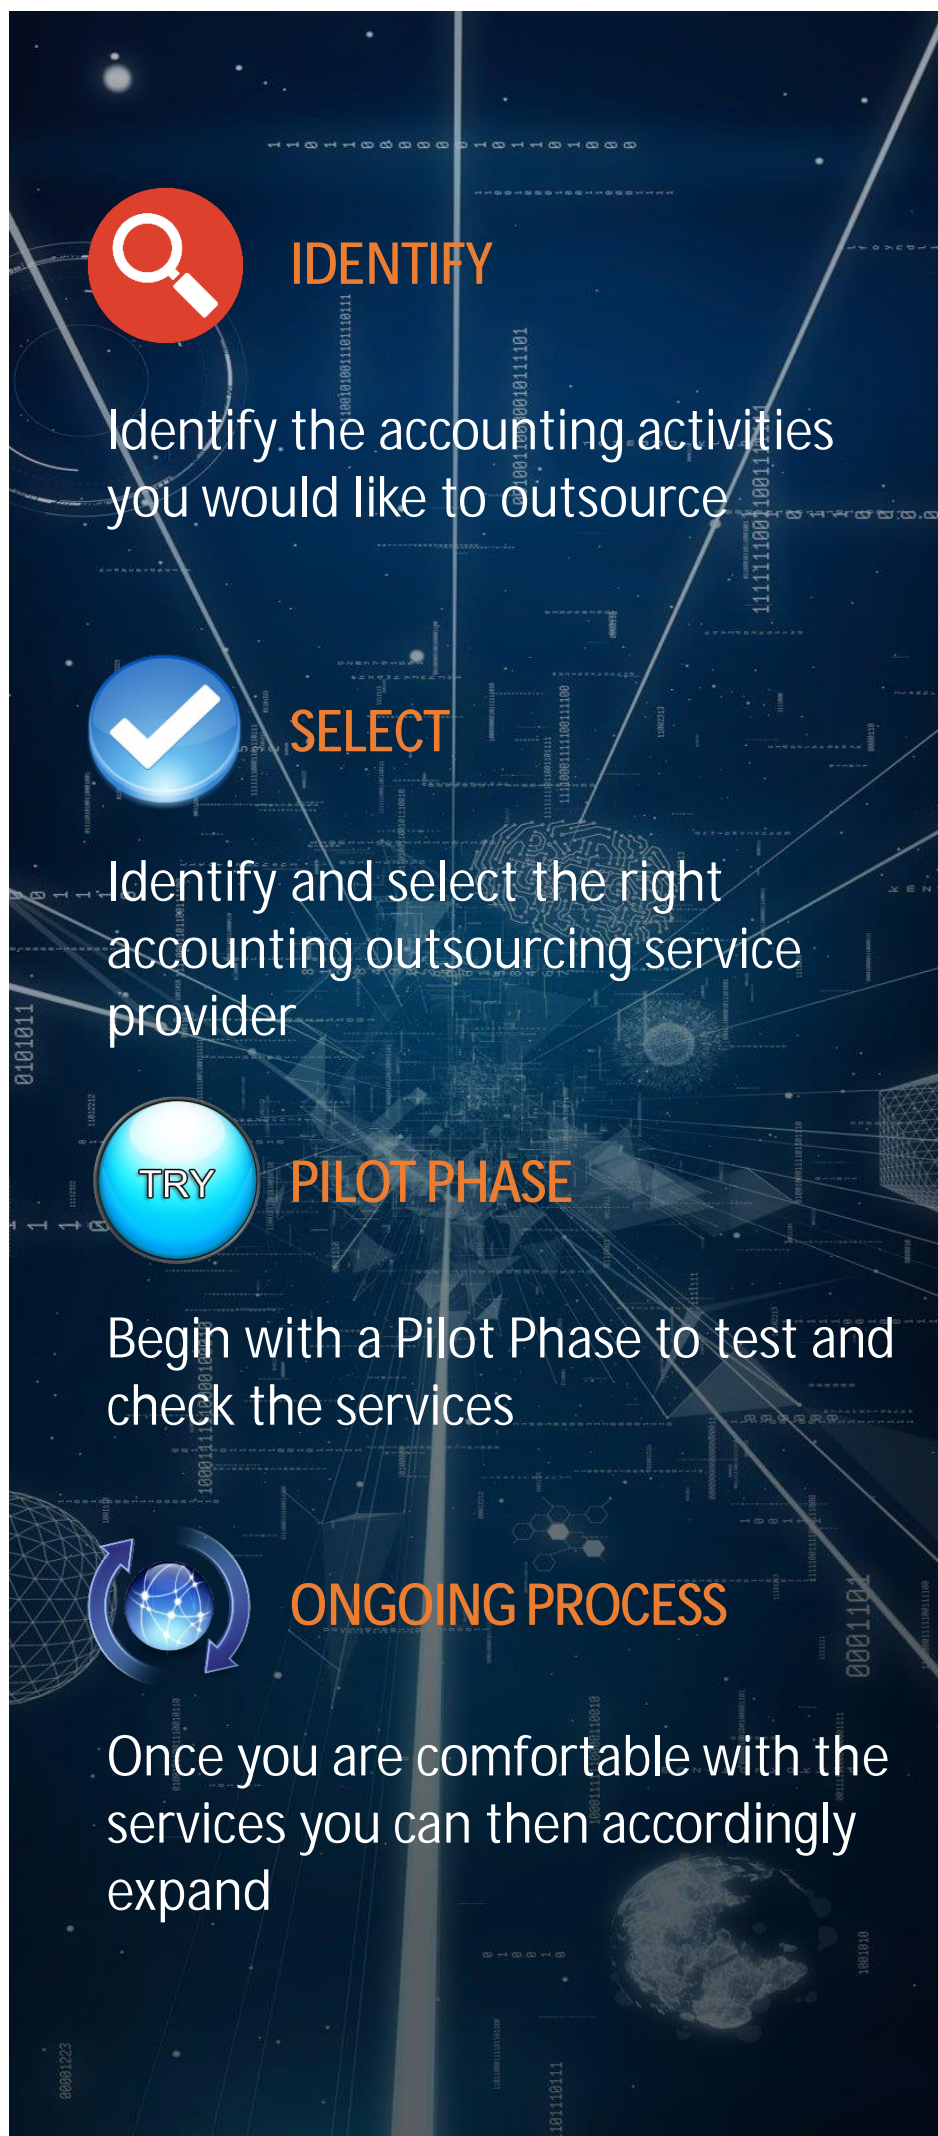 IDENTIFY
Identify the accounting activities
you would like to outsource
SELECT
Identify and select the right
accounting outsourcing service
provider
TRY
PILOT PHASE
Begin with a Pilot Phase to test and
check the services
ONGOING PROCESS
Once you are comfortable with the
services you can then accordingly
expand